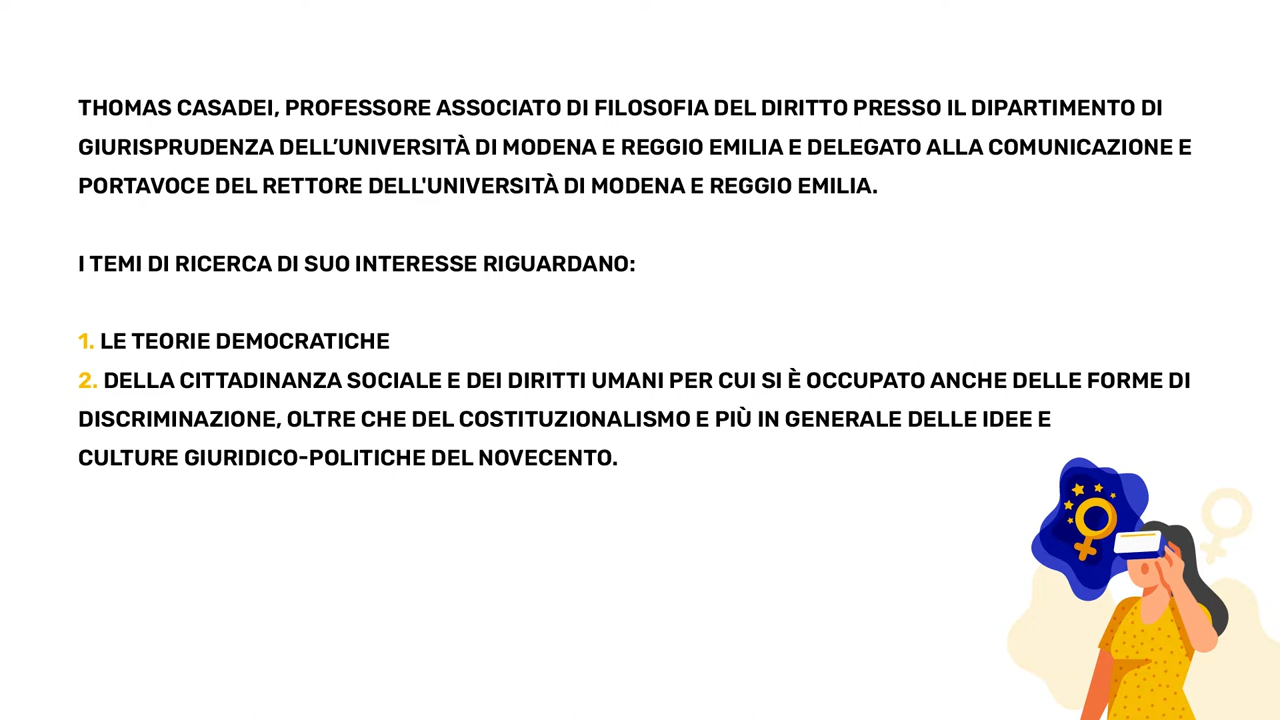 THOMAS CASADEI, PROFESSORE ASSOCIATO DI FILOSOFIA DEL DIRITTO PRESSO IL DIPARTIMENTO DI
GIURISPRUDENZA DELL’UNIVERSITÀ DI MODENA E REGGIO EMILIA E DELEGATO ALLA COMUNICAZIONE E
PORTAVOCE DEL RETTORE DELL'UNIVERSITÀ DI MODENA E REGGIO EMILIA.
I TEMI DI RICERCA DI SUO INTERESSE RIGUARDANO:
1. LE TEORIE DEMOCRATICHE
2. DELLA CITTADINANZA SOCIALE E DEI DIRITTI UMANI PER CUI SI È OCCUPATO ANCHE DELLE FORME DI
DISCRIMINAZIONE, OLTRE CHE DEL COSTITUZIONALISMO E PIÙ IN GENERALE DELLE IDEE E
CULTURE GIURIDICO-POLITICHE DEL NOVECENTO.